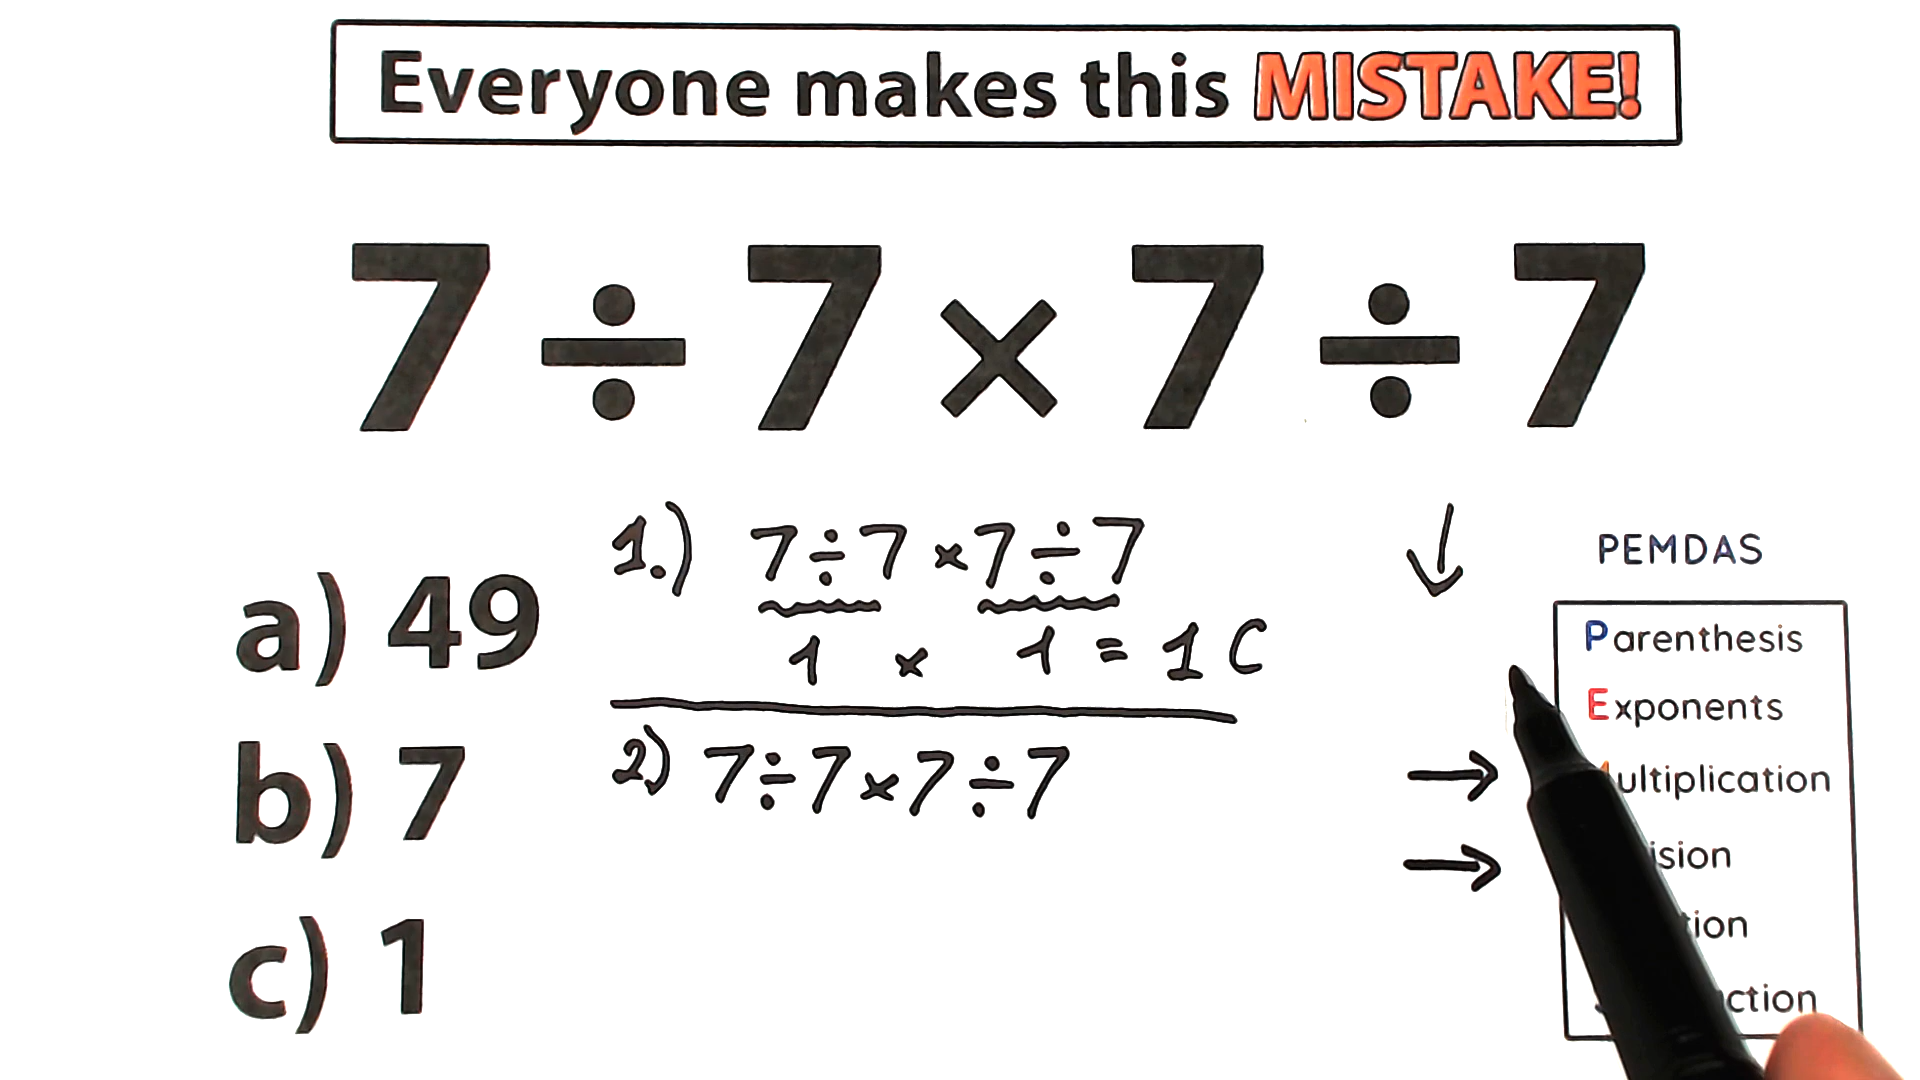 Everyone makes this MISTAKE!
7 ÷ 7 × 7 ÷ 7
a) 49
b) 7
c) 1
1.) 7÷7 × 7÷7
1 × 1 = 1 C
2) 7÷7×7÷7
PEMDAS
Parenthesis
Exponents
ultiplication
ision
tion
ction